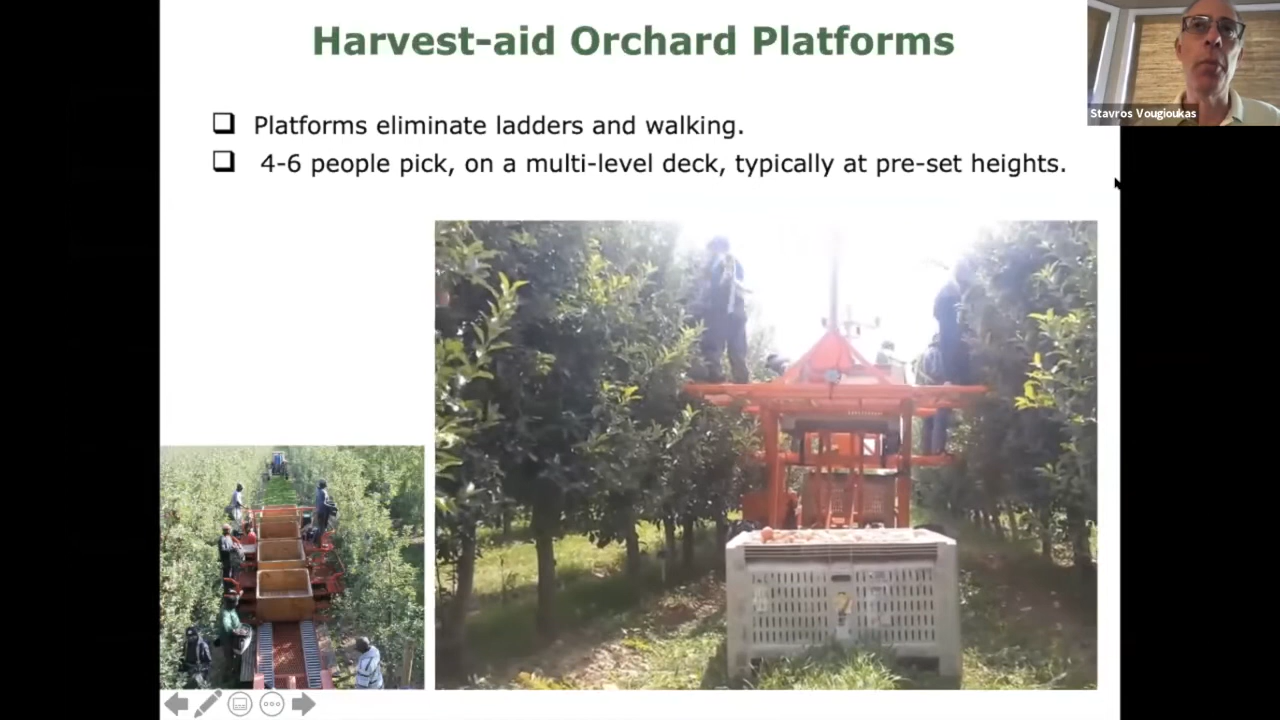 Harvest-aid Orchard Platforms
Stavros Vougioukas
Platforms eliminate ladders and walking.
4-6 people pick, on a multi-level deck, typically at pre-set heights.